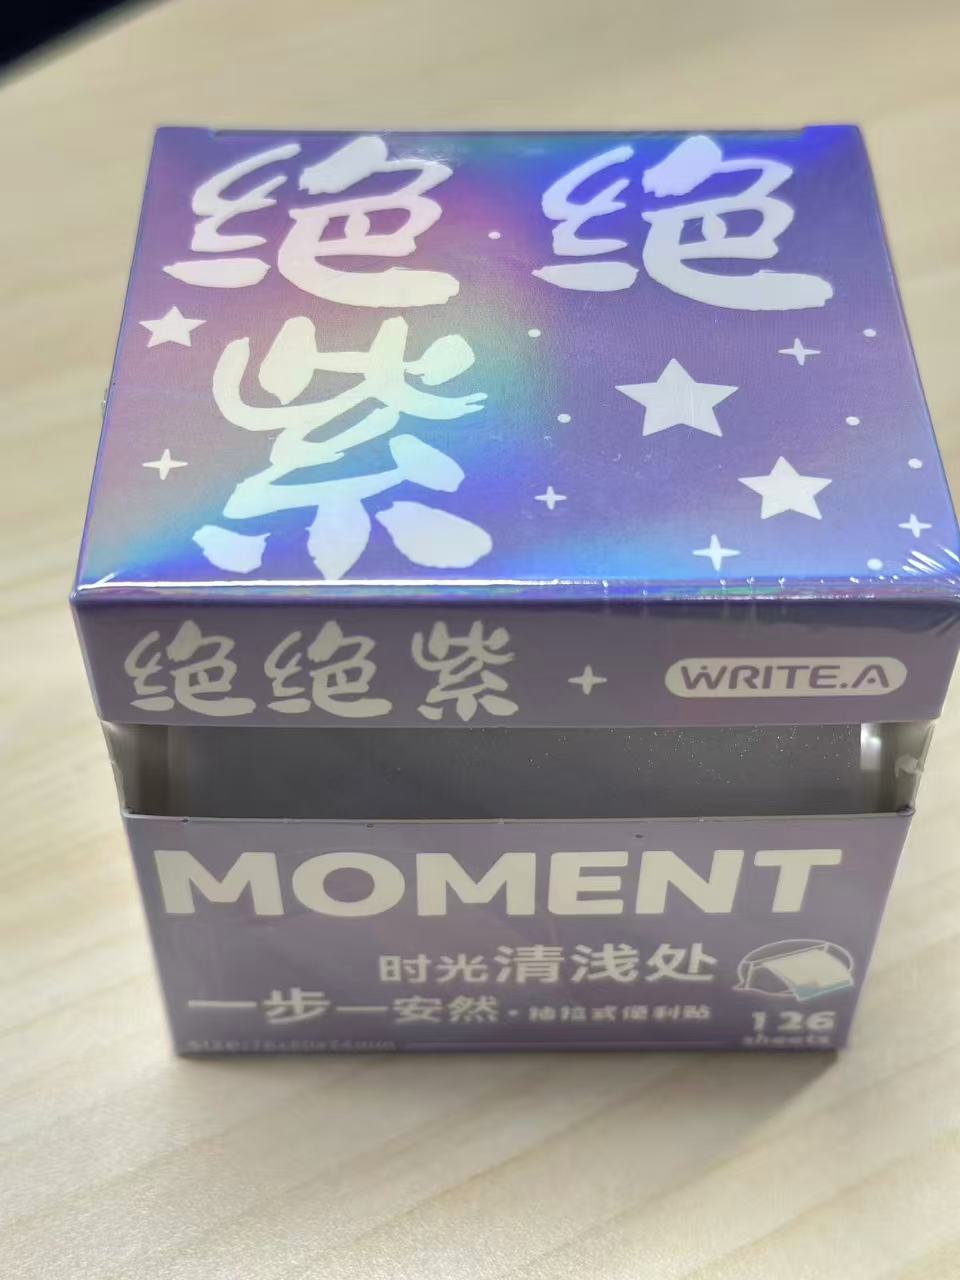 绝绝
紫
绝绝紫 + WRITE.A
MOMENT
时光清浅处
一步一安然·抽拉式便利贴
126
sheets